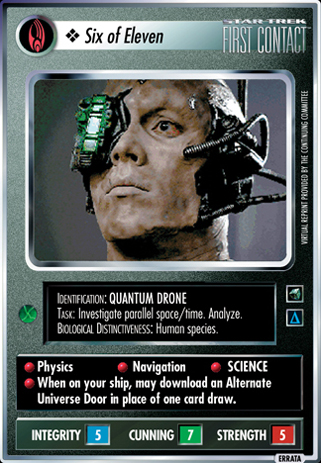 ❖ Six of Eleven
STAR TREK
FIRST CONTACT
VIRTUAL REPRINT PROVIDED BY THE CONTINUING COMMITTEE
IDENTIFICATION: QUANTUM DRONE
TASK: Investigate parallel space/time. Analyze.
BIOLOGICAL DISTINCTIVENESS: Human species.
Physics Navigation SCIENCE
When on your ship, may download an Alternate
Universe Door in place of one card draw.
INTEGRITY 5 CUNNING 7 STRENGTH 5
ERRATA